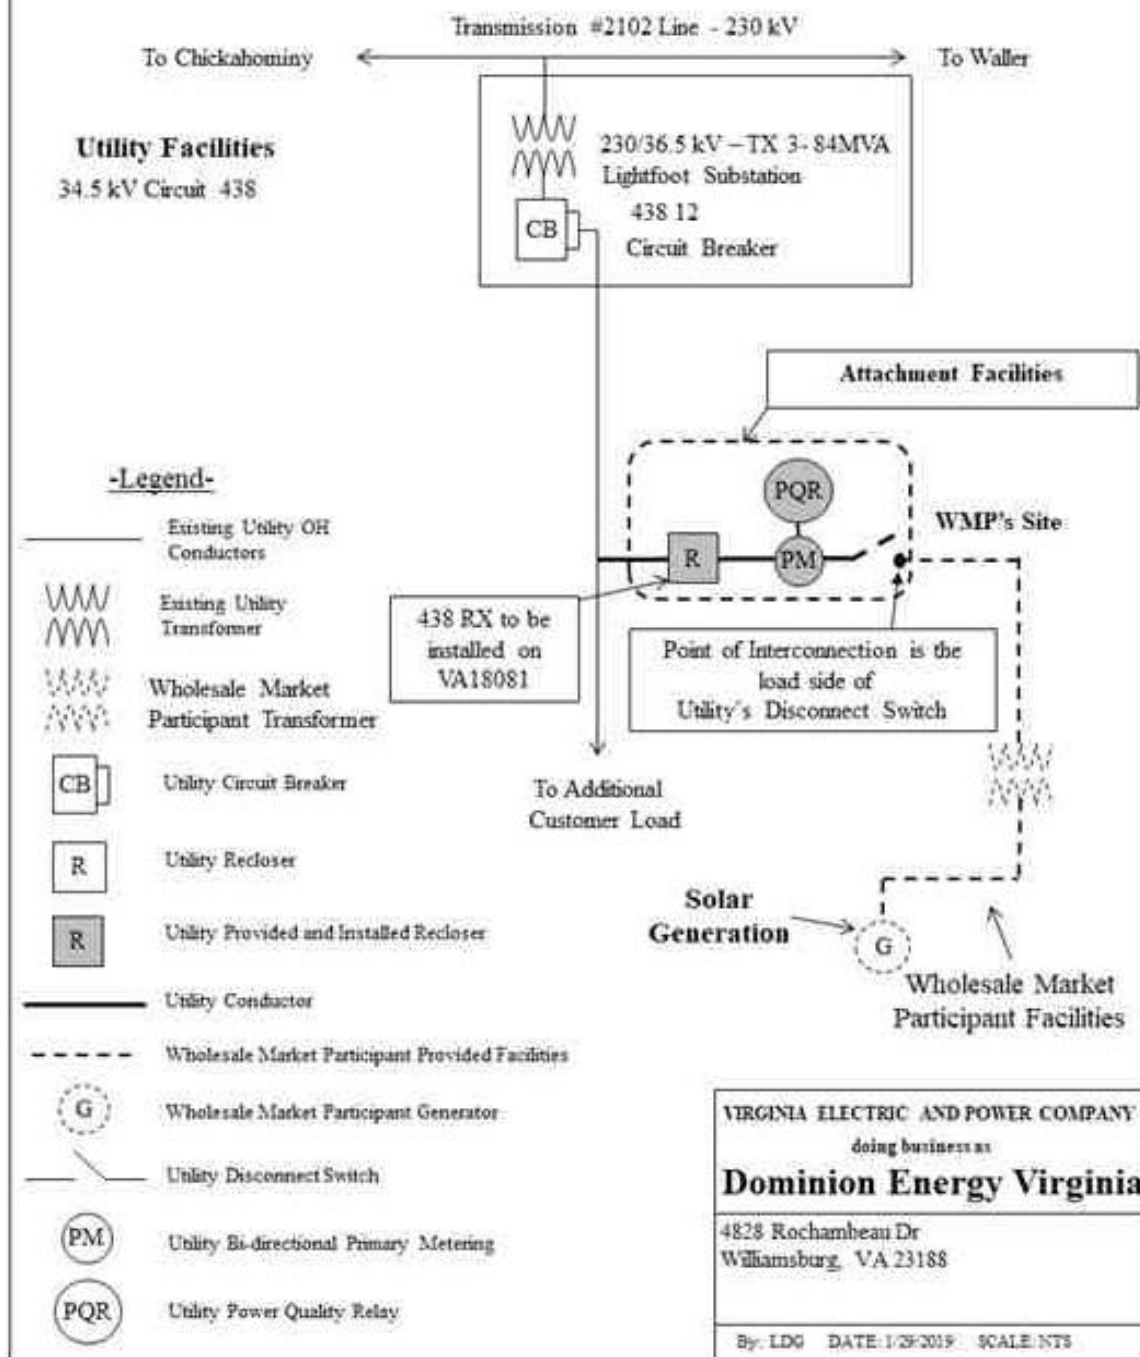 Transmission #2102 Line - 230 kV
To Chickahominy
To Waller
Utility Facilities
34.5 kV Circuit 438
230/36.5 kV – TX 3- 84MVA
Lightfoot Substation
438 12
Circuit Breaker
CB
Attachment Facilities
PQR
WMP's Site
R
PM
438 RX to be
installed on
VA18081
Point of Interconnection is the
load side of
Utility's Disconnect Switch
To Additional
Customer Load
Solar
Generation
G
Wholesale Market
Participant Facilities
-Legend-
Existing Utility OH
Conductors
Existing Utility
Transformer
Wholesale Market
Participant Transformer
CB
Utility Circuit Breaker
R
Utility Recloser
R
Utility Provided and Installed Recloser
Utility Conductor
Wholesale Market Participant Provided Facilities
G
Wholesale Market Participant Generator
Utility Disconnect Switch
PM
Utility Bi-directional Primary Metering
PQR
Utility Power Quality Relay
VIRGINIA ELECTRIC AND POWER COMPANY
doing business as
Dominion Energy Virginia
4828 Rochambeau Dr
Williamsburg, VA 23188
By: LDG DATE: 1/29/2019 SCALE: NTS